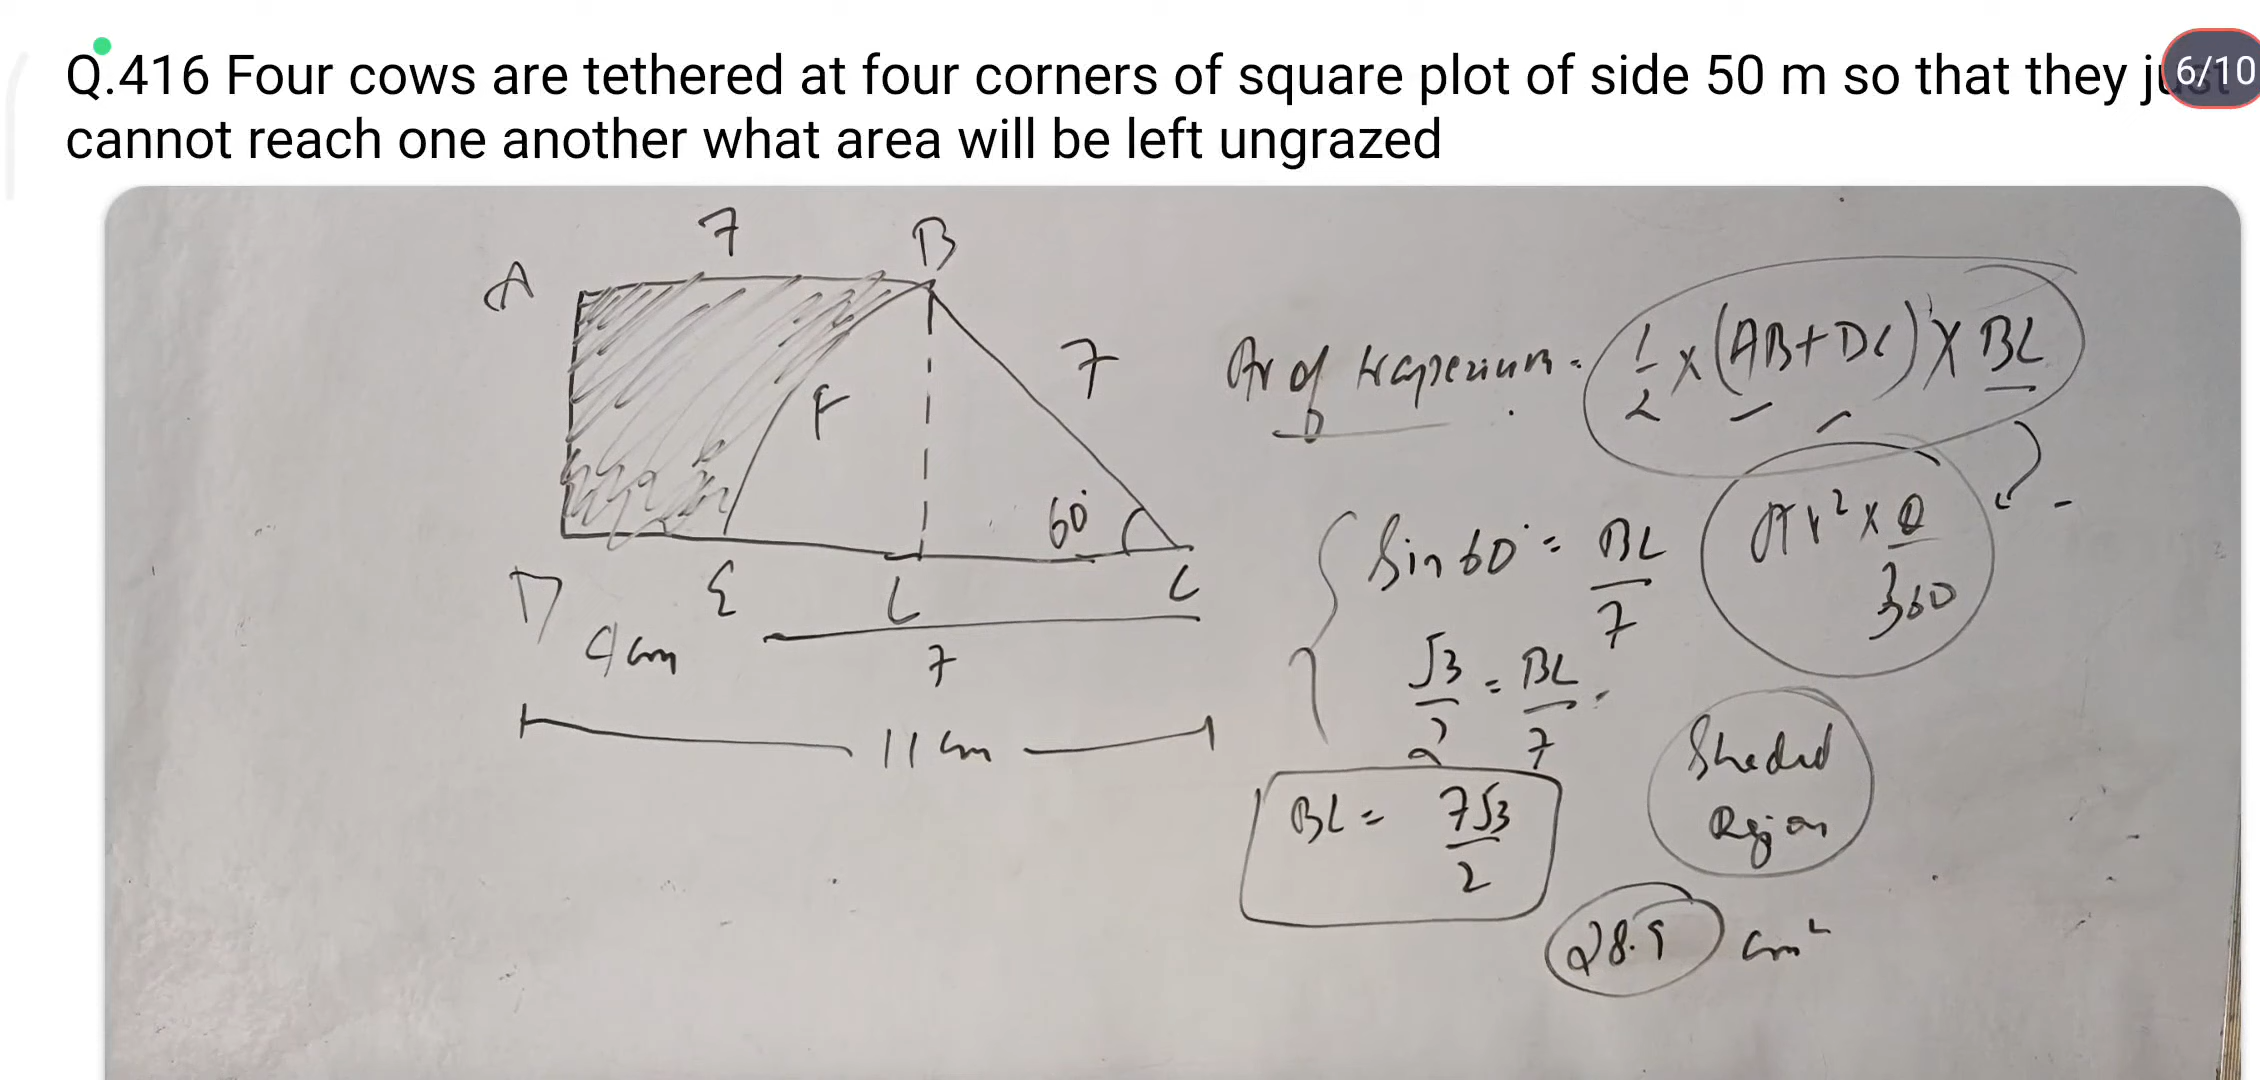 Q.416 Four cows are tethered at four corners of square plot of side 50 m so that they just
6/10
cannot reach one another what area will be left ungrazed
7
A
B
7
F
60°
D
E
L
C
4cm
7
11 cm
Ar of trapezium = 1/2 × (AB + DC) × BL
Sin 60° = BL/7
πr² × θ/360
√3/2 = BL/7
BL = 7√3/2
Shaded
Region
28.9 cm²